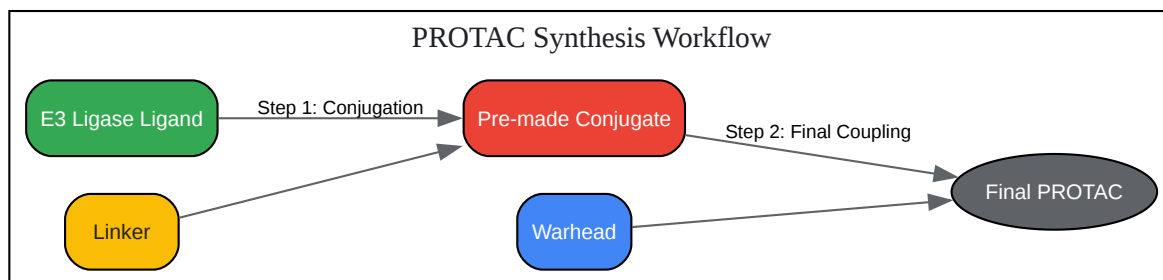 PROTAC Synthesis Workflow
E3 Ligase Ligand
Step 1: Conjugation
Pre-made Conjugate
Step 2: Final Coupling
Linker
Warhead
Final PROTAC